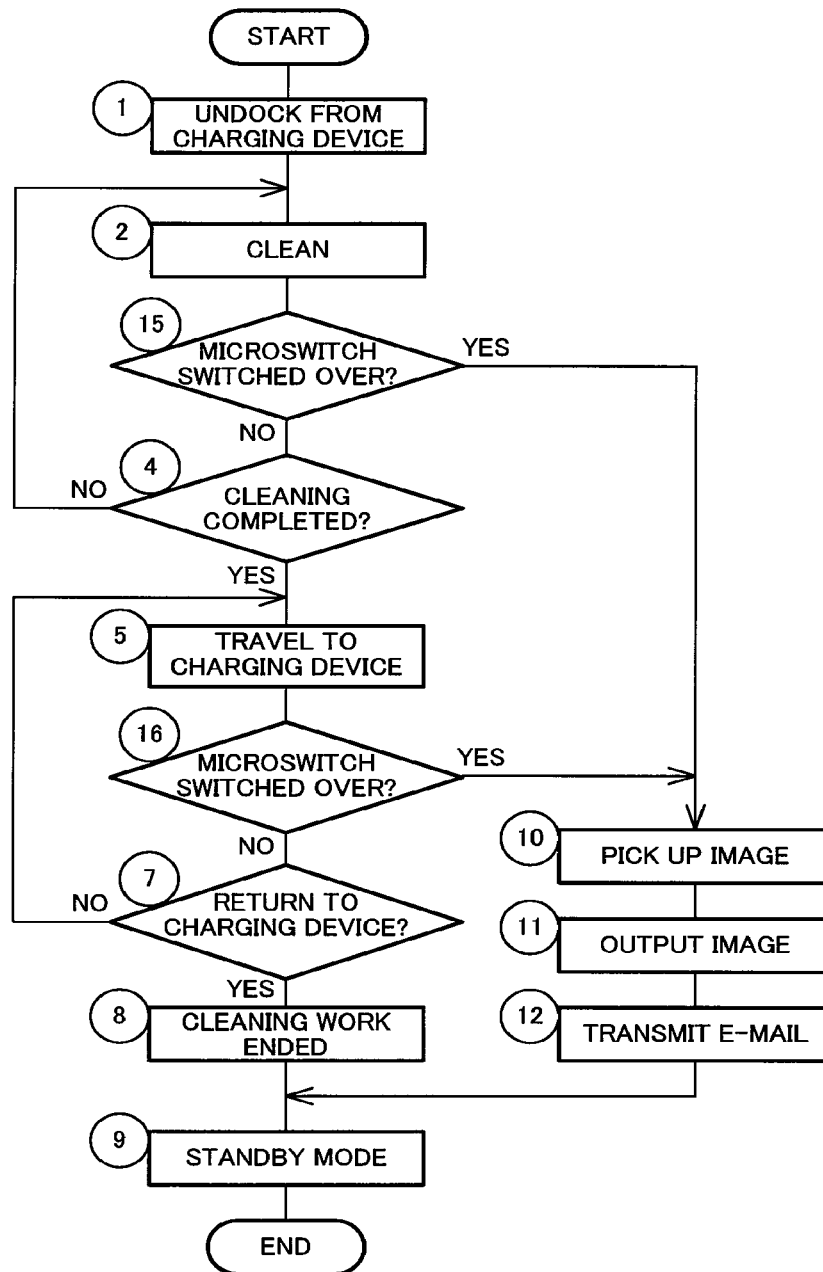 START
1
UNDOCK FROM
CHARGING DEVICE
2
CLEAN
15
MICROSWITCH
SWITCHED OVER?
YES
NO
4
NO
CLEANING
COMPLETED?
YES
5
TRAVEL TO
CHARGING DEVICE
16
MICROSWITCH
SWITCHED OVER?
YES
NO
10
PICK UP IMAGE
7
NO
RETURN TO
CHARGING DEVICE?
11
OUTPUT IMAGE
YES
8
CLEANING WORK
ENDED
12
TRANSMIT E-MAIL
9
STANDBY MODE
END